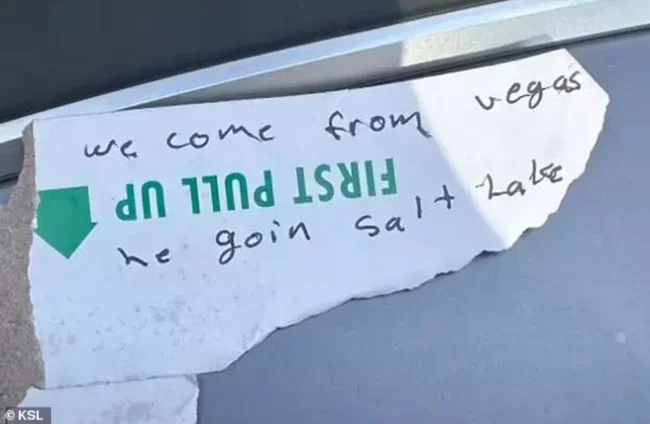 we come from vegas
FIRST PULL UP
he goin salt Lake
© KSL